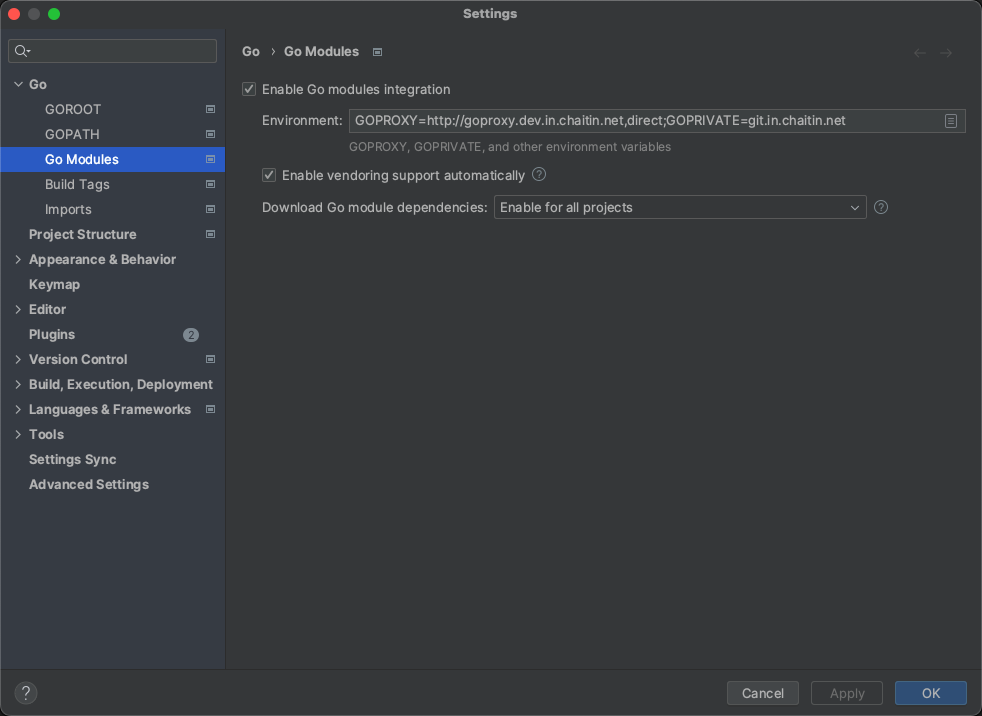 Settings
Go
GOROOT
GOPATH
Go Modules
Build Tags
Imports
Project Structure
Appearance & Behavior
Keymap
Editor
Plugins 2
Version Control
Build, Execution, Deployment
Languages & Frameworks
Tools
Settings Sync
Advanced Settings
Go › Go Modules
Enable Go modules integration
Environment: GOPROXY=http://goproxy.dev.in.chaitin.net,direct;GOPRIVATE=git.in.chaitin.net
GOPROXY, GOPRIVATE, and other environment variables
Enable vendoring support automatically ?
Download Go module dependencies: Enable for all projects ?
? Cancel Apply OK